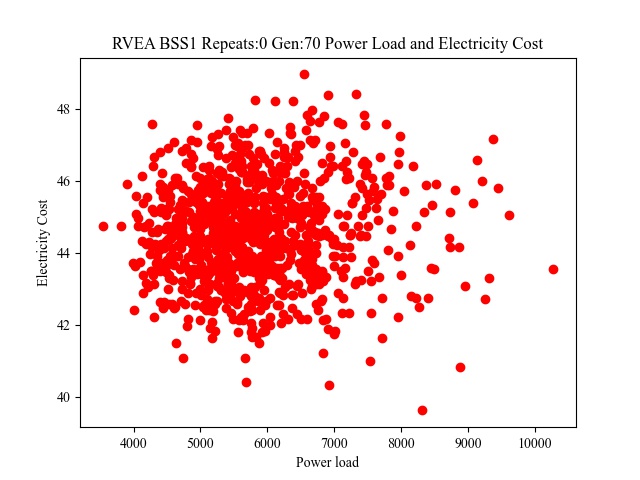 RVEA BSS1 Repeats:0 Gen:70 Power Load and Electricity Cost
48
46
44
42
40
Electricity Cost
4000 5000 6000 7000 8000 9000 10000
Power load